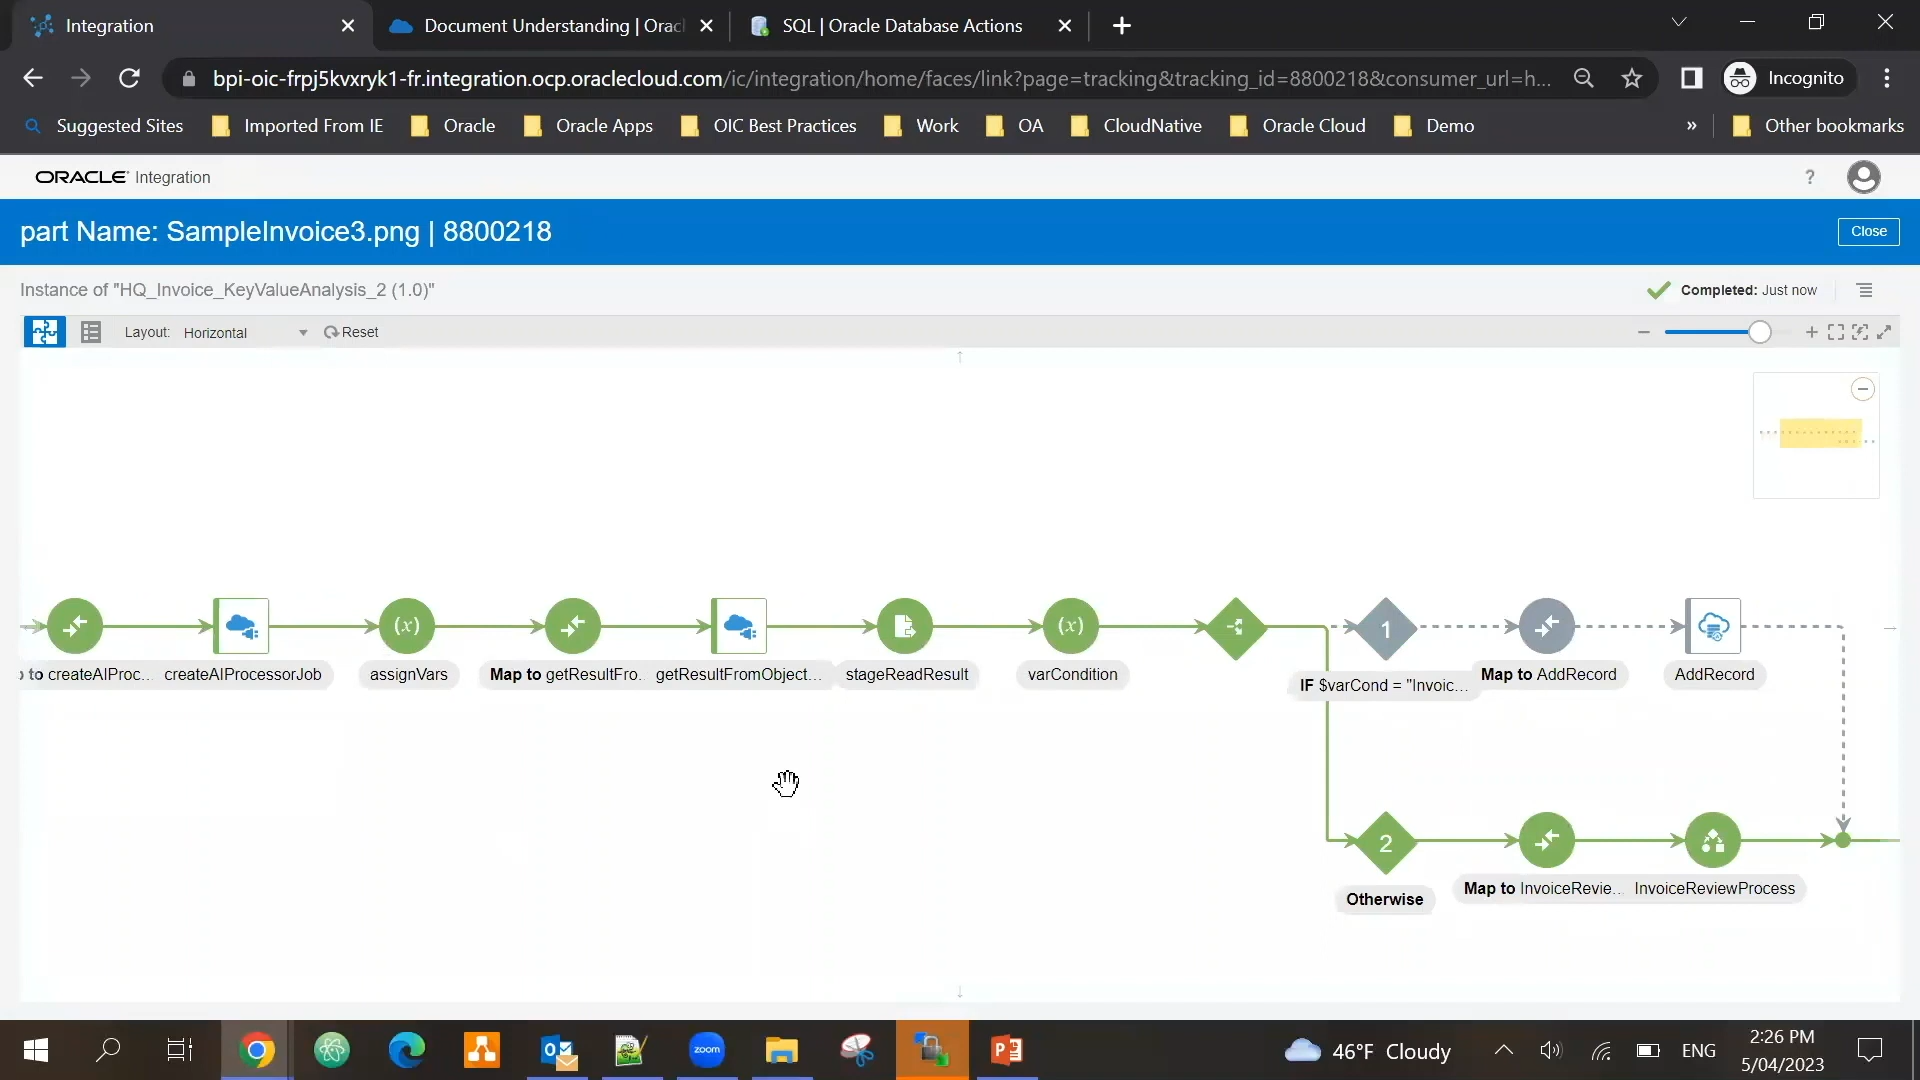 Integration
Document Understanding | Orac
SQL | Oracle Database Actions
bpi-oic-frpj5kvxryk1-fr.integration.ocp.oraclecloud.com/ic/integration/home/faces/link?page=tracking&tracking_id=8800218&consumer_url=h...
Incognito
Suggested Sites
Imported From IE
Oracle
Oracle Apps
OIC Best Practices
Work
OA
CloudNative
Oracle Cloud
Demo
»
Other bookmarks
ORACLE Integration
?
part Name: SampleInvoice3.png | 8800218
Close
Instance of "HQ_Invoice_KeyValueAnalysis_2 (1.0)"
Completed: Just now
Layout: Horizontal
Reset
(x)
(x)
1
to createAIProc...
createAIProcessorJob
assignVars
Map to getResultFro...
getResultFromObject...
stageReadResult
varCondition
IF $varCond = "Invoic...
Map to AddRecord
AddRecord
2
Otherwise
Map to InvoiceRevie...
InvoiceReviewProcess
zoom
46°F Cloudy
ENG
2:26 PM
5/04/2023